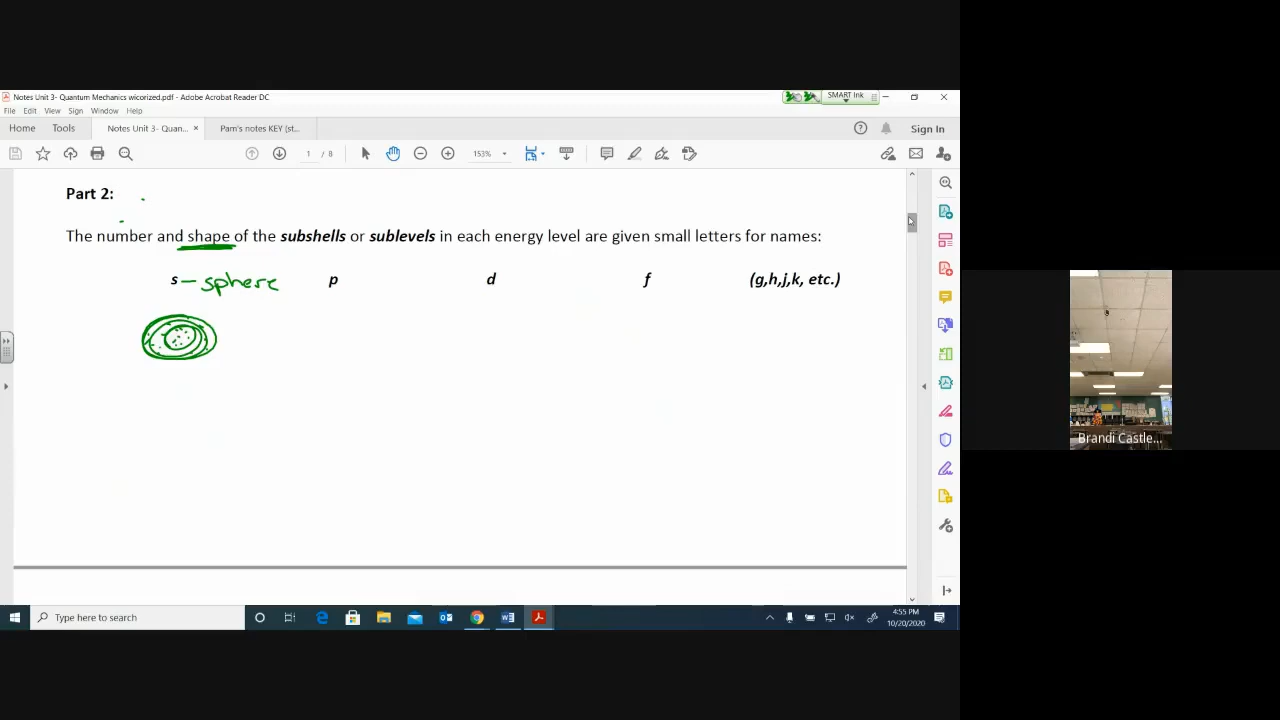 Notes Unit 3- Quantum Mechanics wicorized.pdf - Adobe Acrobat Reader DC
SMART Ink
File Edit View Sign Window Help
Home Tools Notes Unit 3- Quan... × Pam's notes KEY (st... Sign In
1 / 8 153%
Part 2:
The number and shape of the subshells or sublevels in each energy level are given small letters for names:
s – sphere p d f (g,h,j,k, etc.)
Brandi Castle...
Type here to search
4:55 PM
10/20/2020